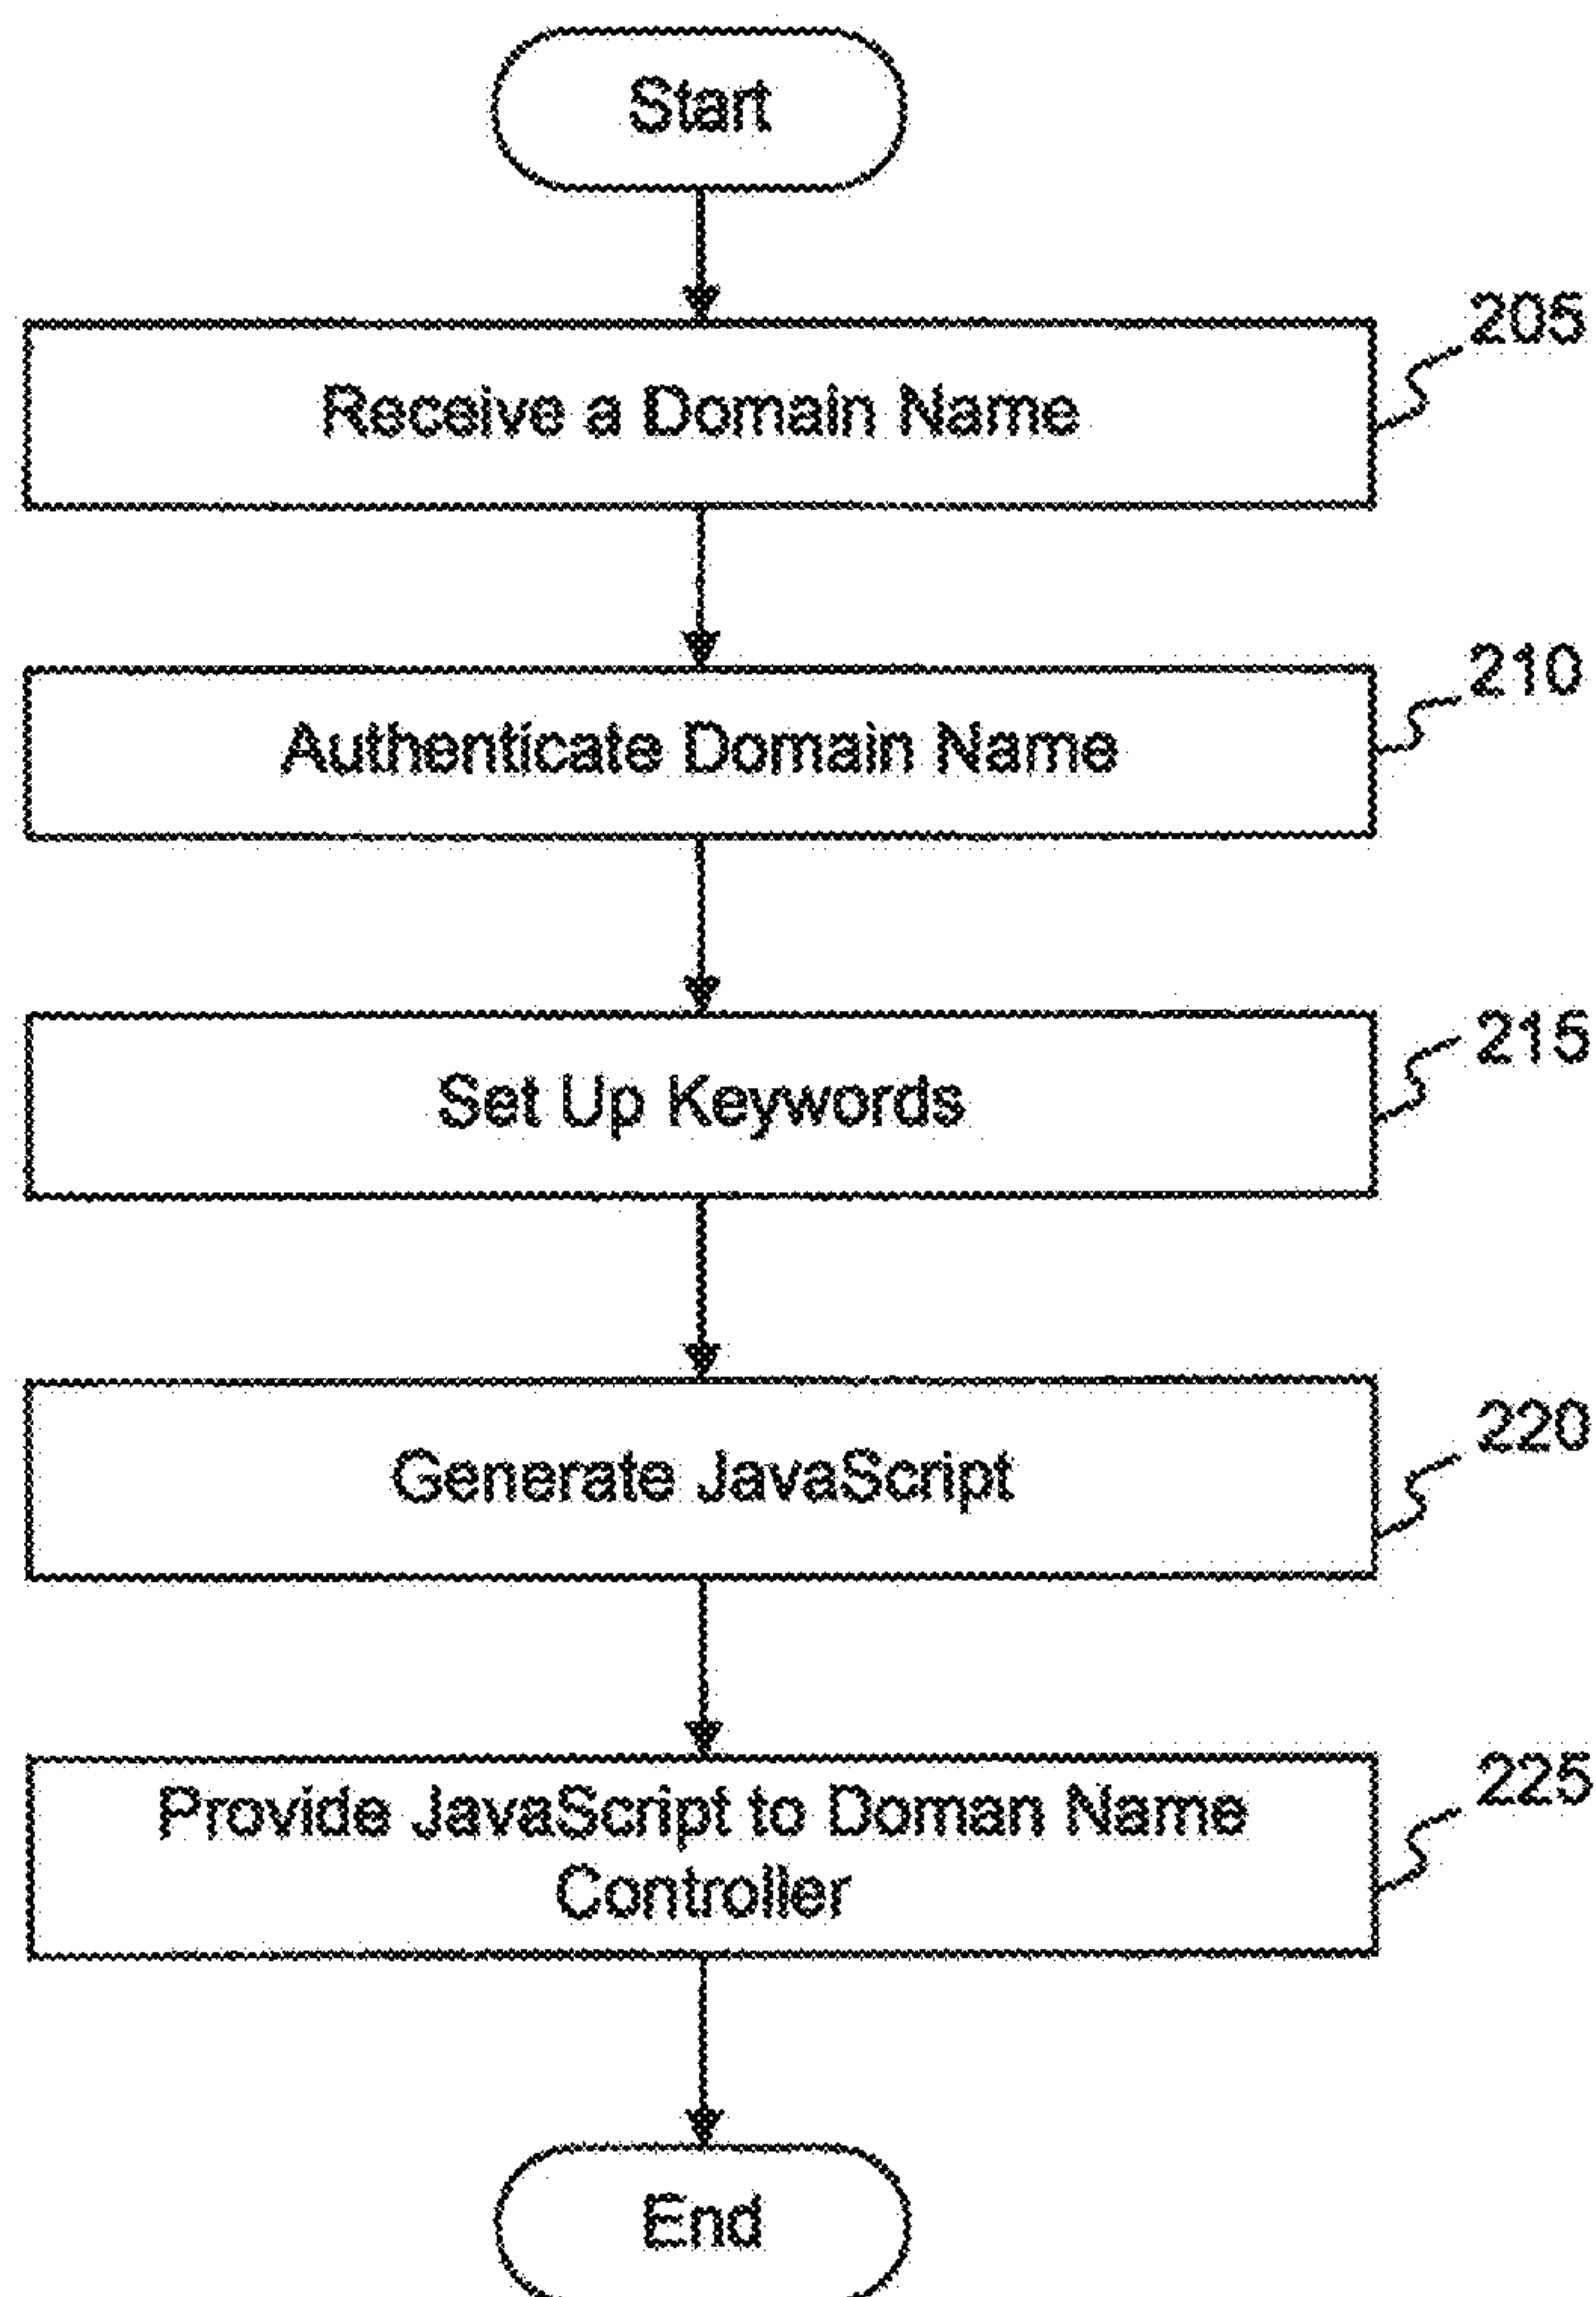 Start
205
Receive a Domain Name
210
Authenticate Domain Name
215
Set Up Keywords
220
Generate JavaScript
225
Provide JavaScript to Doman Name
Controller
End